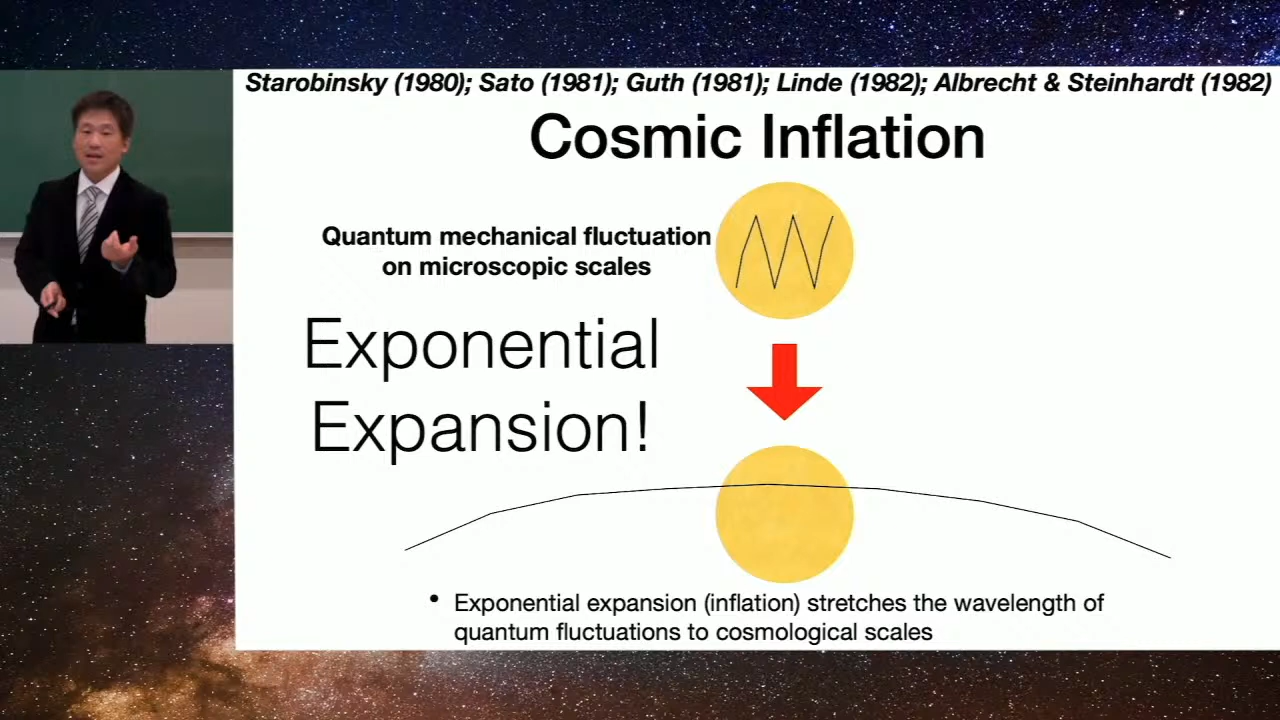 Starobinsky (1980); Sato (1981); Guth (1981); Linde (1982); Albrecht & Steinhardt (1982)
Cosmic Inflation
Quantum mechanical fluctuation
on microscopic scales
Exponential
Expansion!
• Exponential expansion (inflation) stretches the wavelength of
quantum fluctuations to cosmological scales